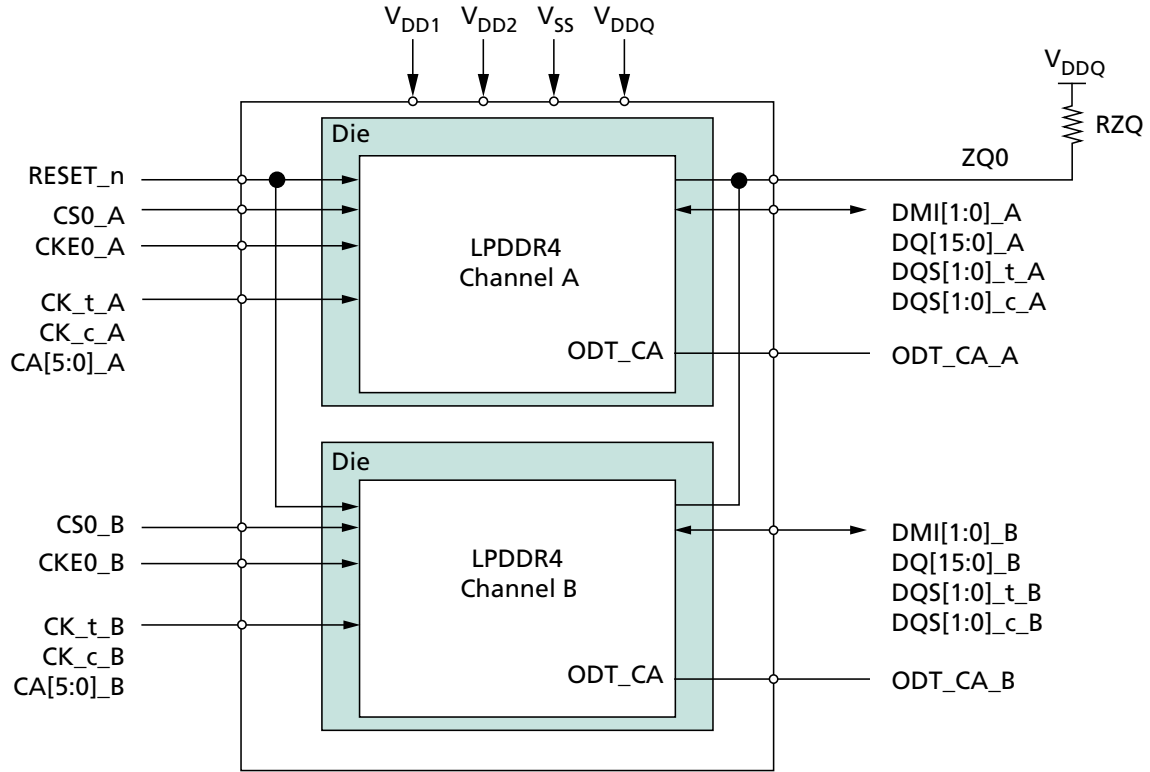 VDD1 VDD2 VSS VDDQ
VDDQ
RZQ
ZQ0
Die
RESET_n
CS0_A
CKE0_A
CK_t_A
CK_c_A
CA[5:0]_A
LPDDR4
Channel A
ODT_CA
DMI[1:0]_A
DQ[15:0]_A
DQS[1:0]_t_A
DQS[1:0]_c_A
ODT_CA_A
Die
CS0_B
CKE0_B
CK_t_B
CK_c_B
CA[5:0]_B
LPDDR4
Channel B
ODT_CA
DMI[1:0]_B
DQ[15:0]_B
DQS[1:0]_t_B
DQS[1:0]_c_B
ODT_CA_B